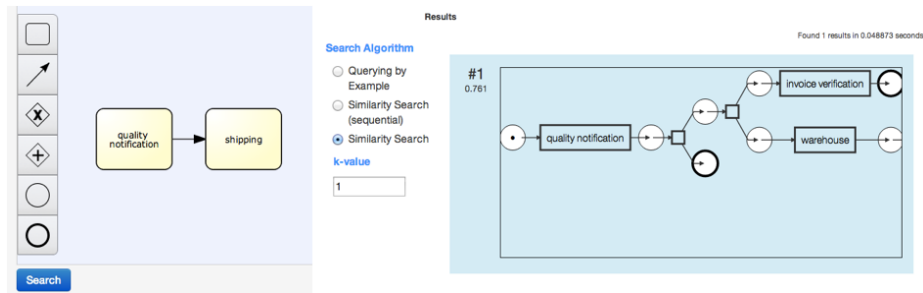 Results
Found 1 results in 0.046873 seconds
Search Algorithm
Querying by
Example
Similarity Search
(sequential)
Similarity Search
k-value
1
#1
0.761
quality
notification
shipping
quality notification
invoice verification
warehouse
X
+
Search